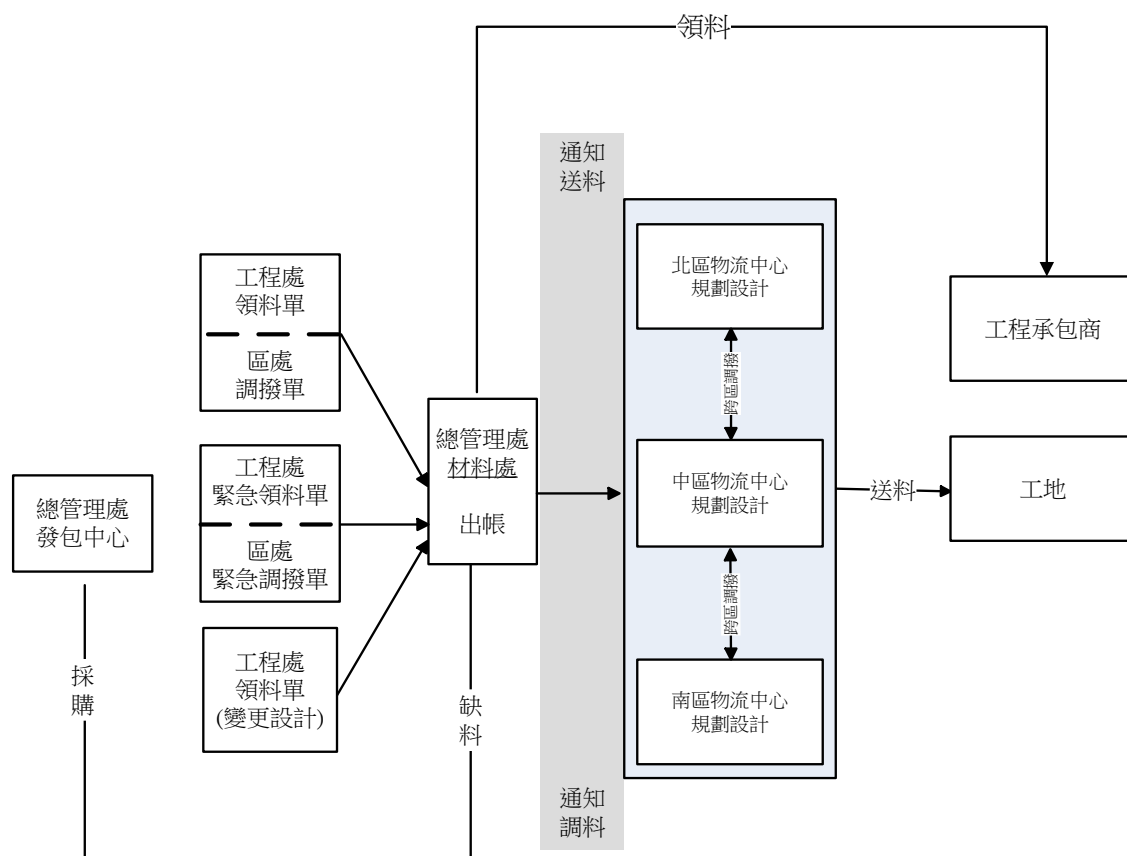 領料
通知
送料
工程處
領料單
區處
調撥單
工程處
緊急領料單
區處
緊急調撥單
工程處
領料單
(變更設計)
總管理處
發包中心
採
購
總管理處
材料處
出帳
缺
料
北區物流中心
規劃設計
跨區調撥
中區物流中心
規劃設計
跨區調撥
南區物流中心
規劃設計
通知
調料
送料
工程承包商
工地